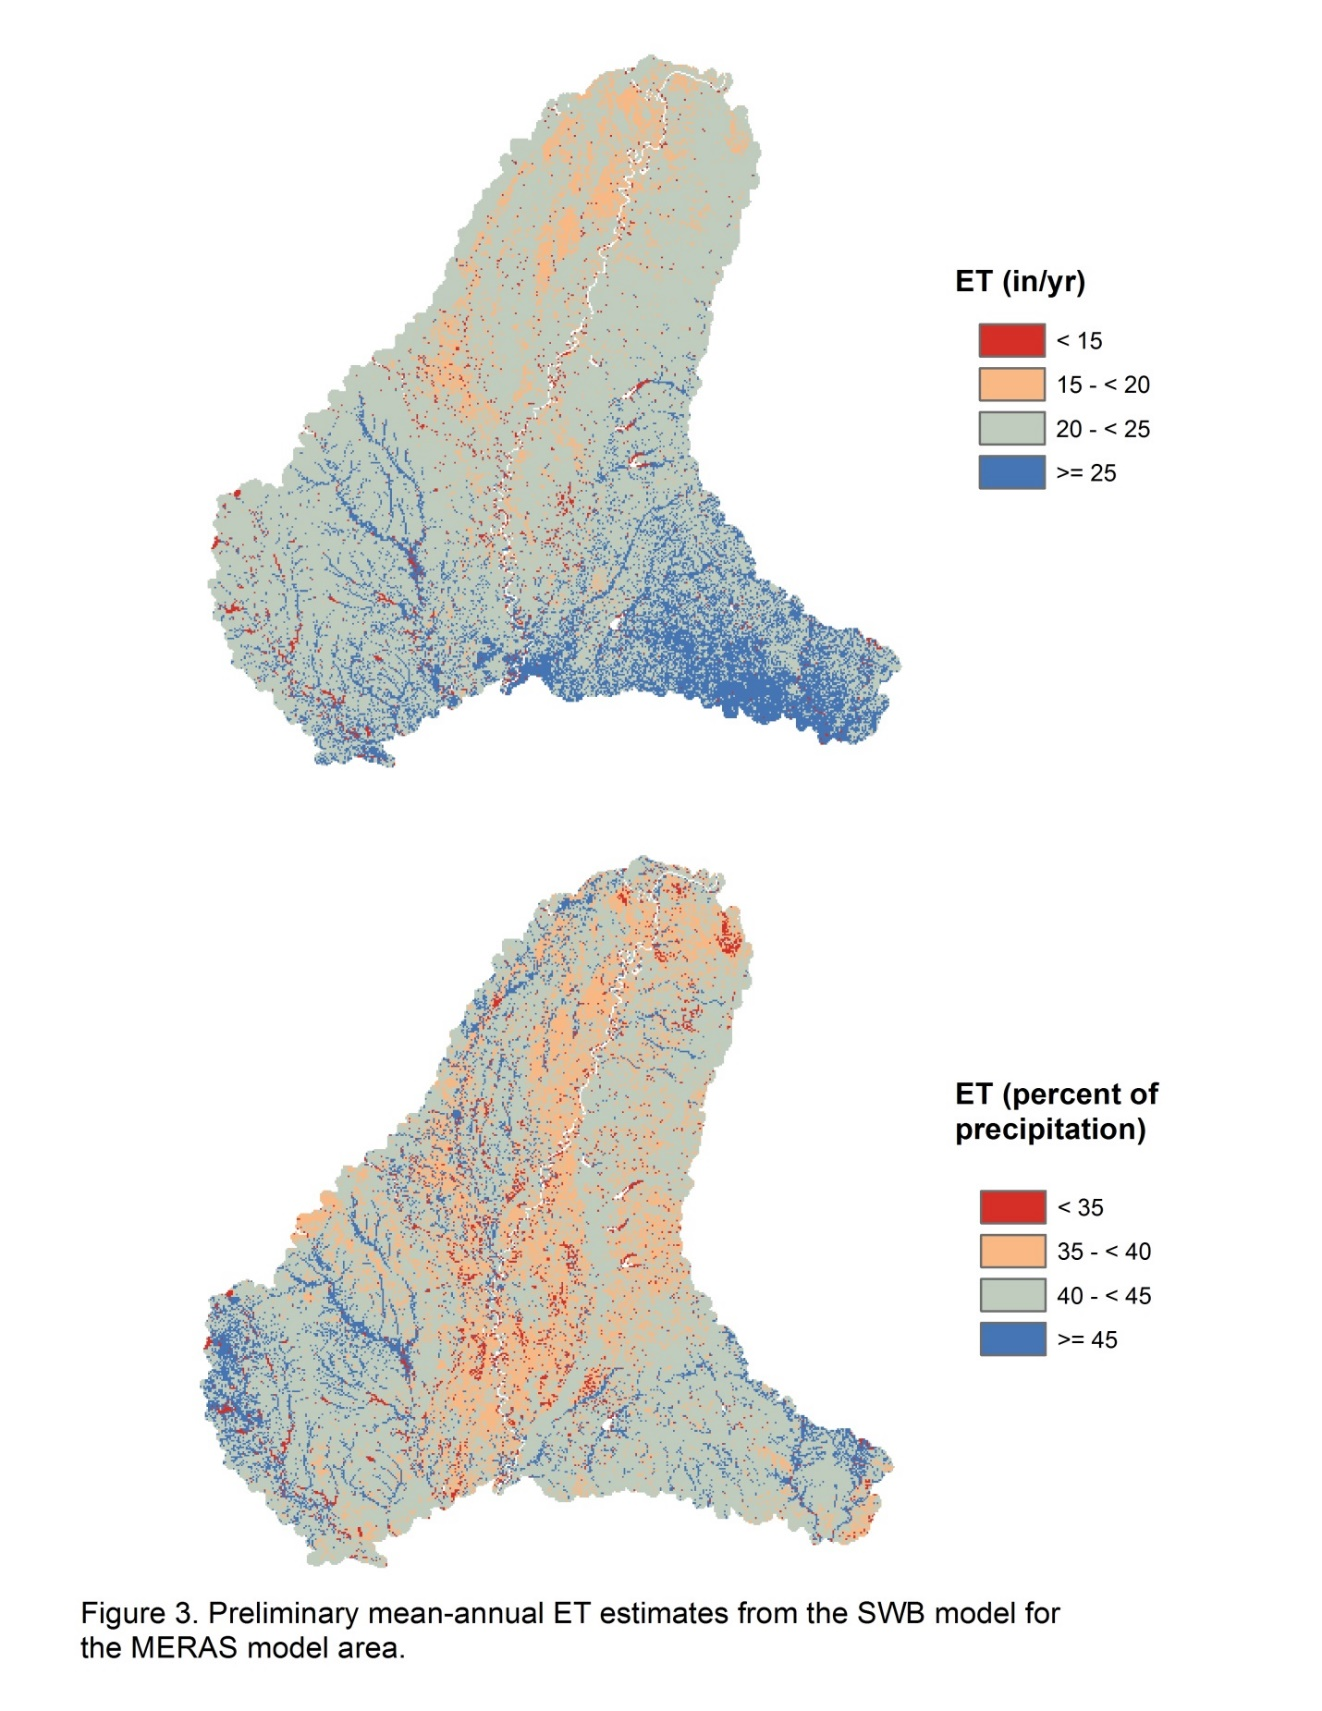 ET (in/yr)
< 15
15 - < 20
20 - < 25
>= 25
ET (percent of
precipitation)
< 35
35 - < 40
40 - < 45
>= 45
Figure 3. Preliminary mean-annual ET estimates from the SWB model for
the MERAS model area.